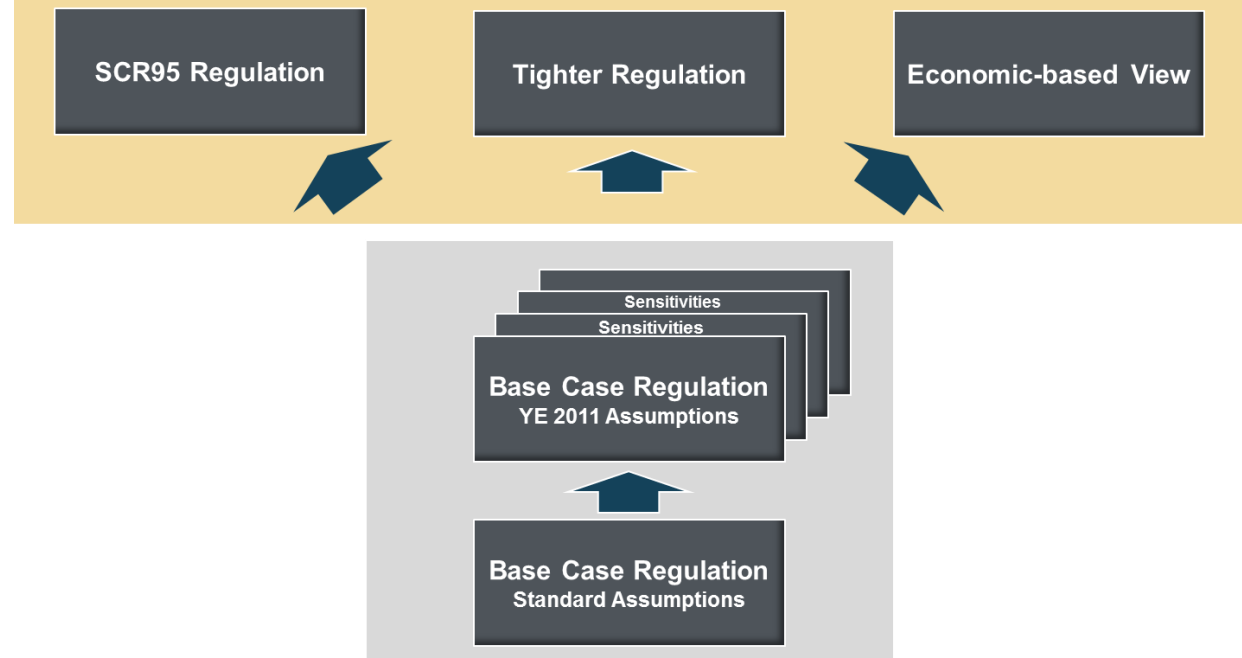 SCR95 Regulation
Tighter Regulation
Economic-based View
Sensitivities
Sensitivities
Base Case Regulation
YE 2011 Assumptions
Base Case Regulation
Standard Assumptions